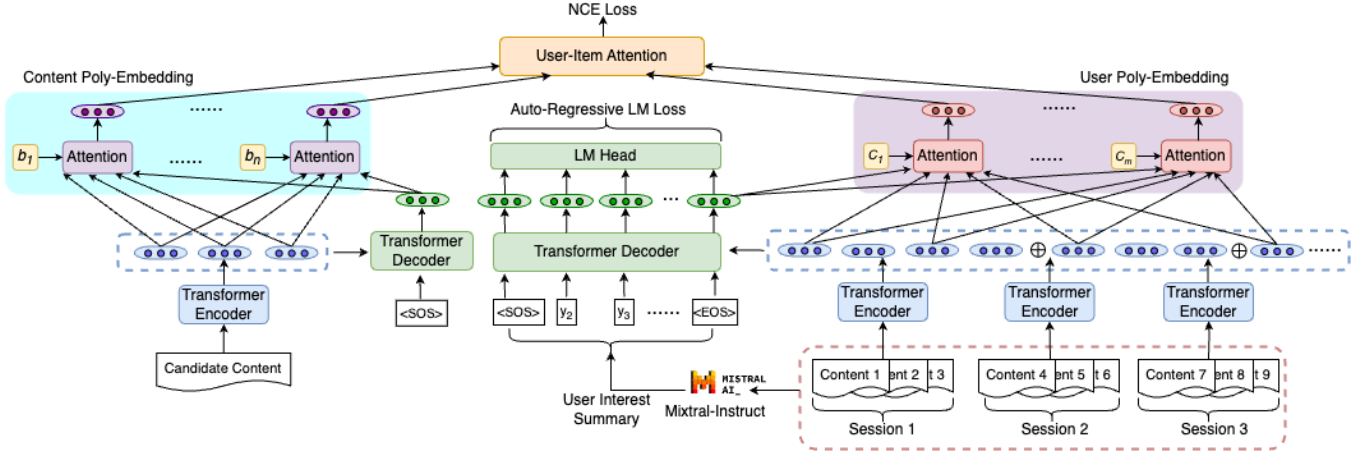 NCE Loss
User-Item Attention
Content Poly-Embedding
User Poly-Embedding
......
......
Auto-Regressive LM Loss
b1
Attention
......
bn
Attention
LM Head
C1
Attention
......
Cm
Attention
...
Transformer
Decoder
Transformer Decoder
......
Transformer
Encoder
<SOS>
<SOS>
y2
y3
......
<EOS>
Transformer
Encoder
Transformer
Encoder
Transformer
Encoder
Candidate Content
Content 1
ent 2
t 3
Content 4
ent 5
t 6
Content 7
ent 8
t 9
MISTRAL
AI_
User Interest
Summary
Mixtral-Instruct
Session 1
Session 2
Session 3